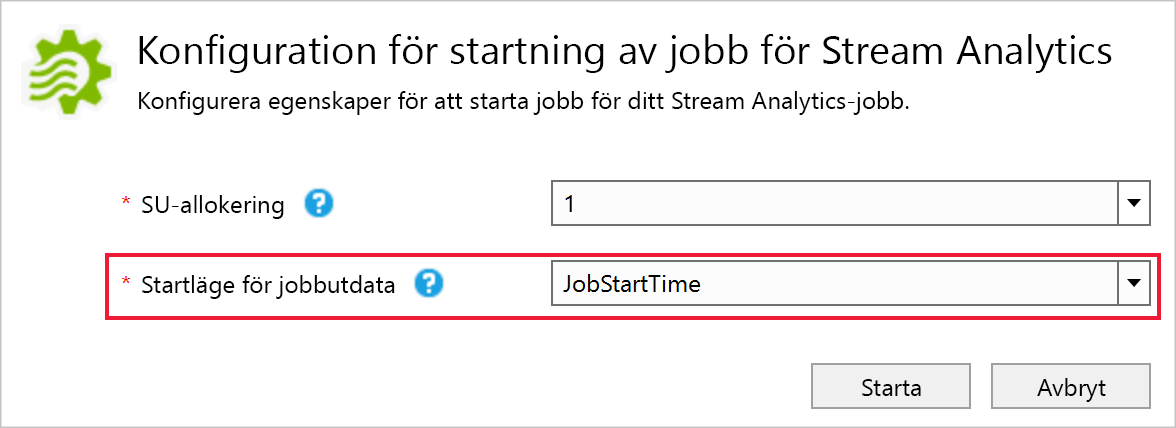 Konfiguration för startning av jobb för Stream Analytics
Konfigurera egenskaper för att starta jobb för ditt Stream Analytics-jobb.
* SU-allokering ? 1
* Startläge för jobbutdata ? JobStartTime
Starta Avbryt